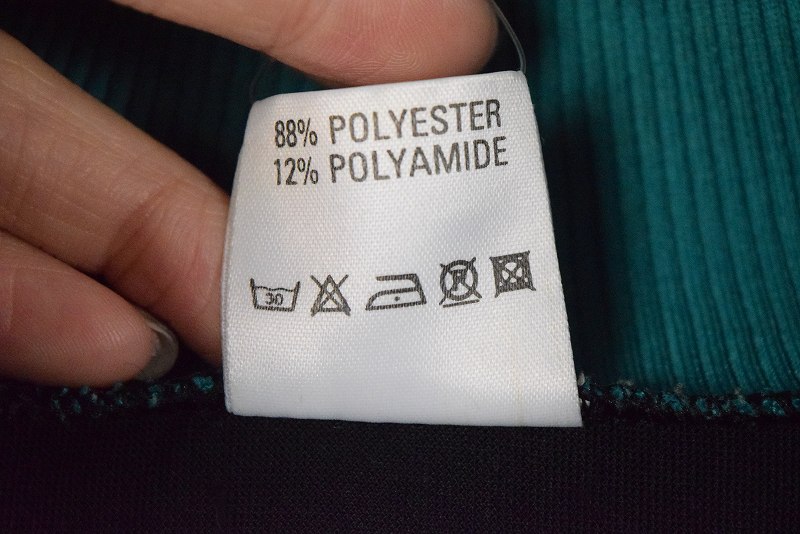 88% POLYESTER
12% POLYAMIDE
30 P